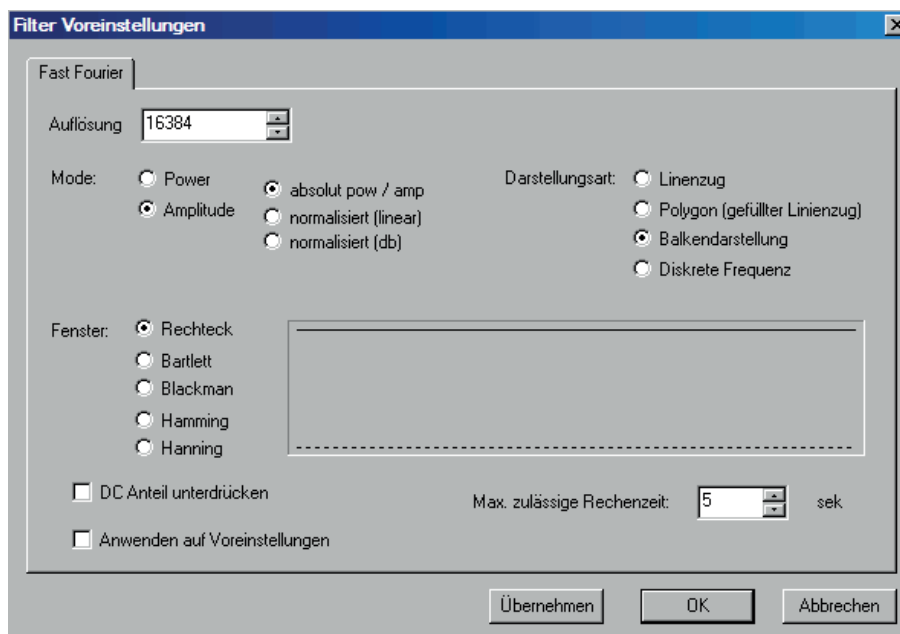 Filter Voreinstellungen
Fast Fourier
Auflösung 16384
Mode:
Power
Amplitude
absolut pow / amp
normalisiert (linear)
normalisiert (db)
Darstellungsart:
Linenzug
Polygon (gefüllter Linienzug)
Balkendarstellung
Diskrete Frequenz
Fenster:
Rechteck
Bartlett
Blackman
Hamming
Hanning
DC Anteil unterdrücken
Max. zulässige Rechenzeit: 5 sek
Anwenden auf Voreinstellungen
Übernehmen
OK
Abbrechen